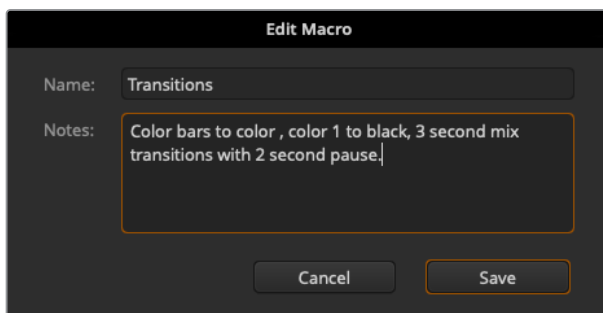 Edit Macro
Name: Transitions
Notes: Color bars to color , color 1 to black, 3 second mix
transitions with 2 second pause.
Cancel Save